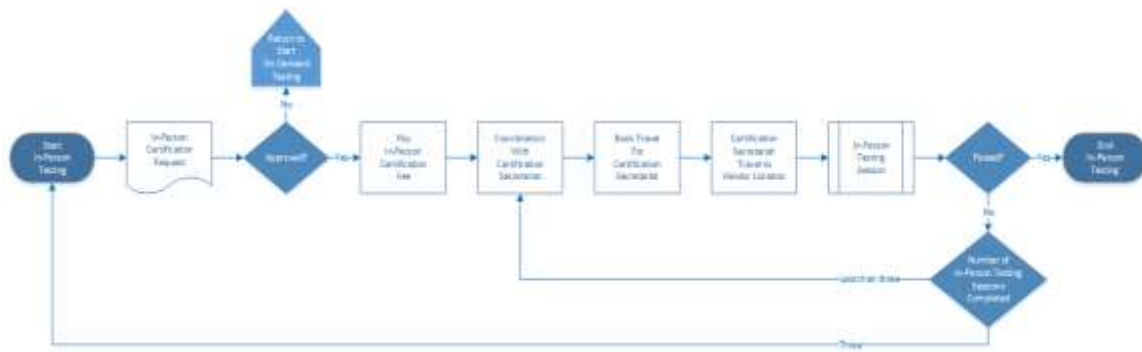 Return to
Start
On Demand
Testing
No
Start
In-Person
Testing
In-Person
Certification
Request
Approved?
Yes
Pay
In-Person
Certification
Fee
Coordination
With
Certification
Secretariat
Book Travel
For
Certification
Secretariat
Certification
Secretariat
Travel to
Vendor Location
In-Person
Testing
Session
Passed?
Yes
End
In-Person
Testing
No
Number of
In-Person Testing
Sessions
Completed
Less than three
Three